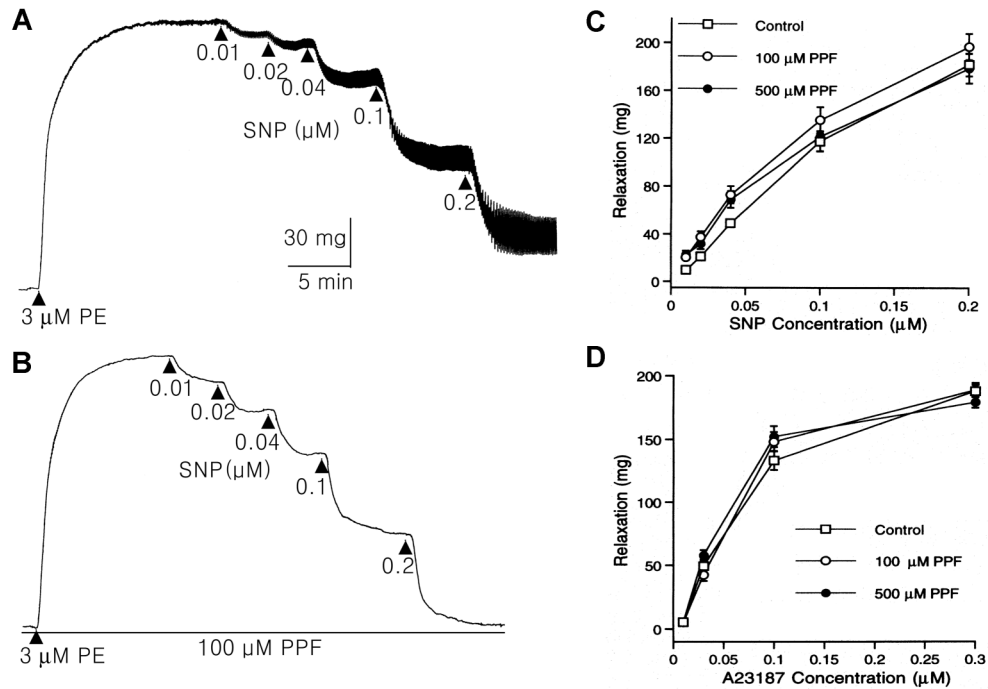 A
0.01
0.02
0.04
0.1
SNP (µM)
0.2
30 mg
5 min
3 µM PE
B
0.01
0.02
0.04
SNP(µM)
0.1
0.2
3 µM PE
100 µM PPF
C
Control
100 µM PPF
500 µM PPF
Relaxation (mg)
200
160
120
80
40
0
0
0.05
0.1
0.15
0.2
SNP Concentration (µM)
D
Relaxation (mg)
200
150
100
50
0
Control
100 µM PPF
500 µM PPF
0
0.05
0.1
0.15
0.2
0.25
0.3
A23187 Concentration (µM)